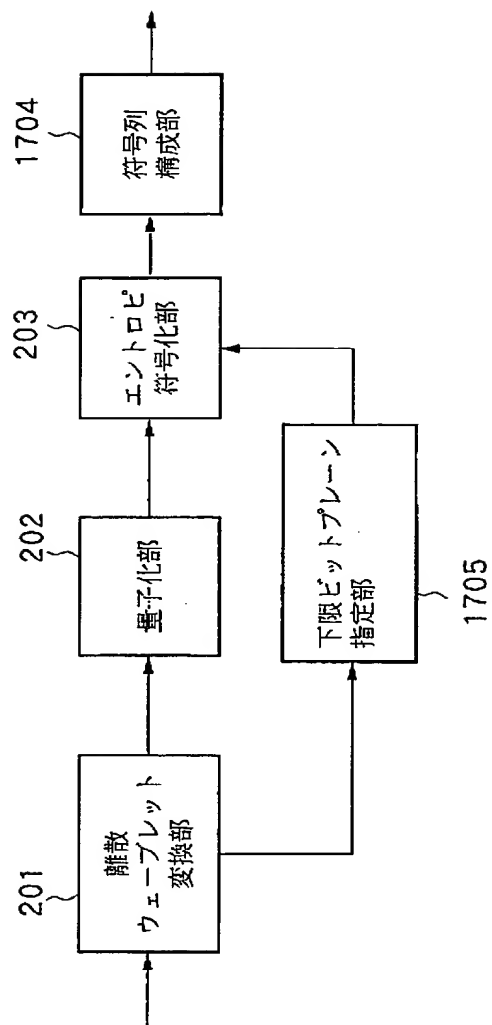 201
離散
ウェーブレット
変換部
202
量子化部
203
エントロピ
符号化部
1704
符号列
構成部
下限ビットプレーン
指定部
1705